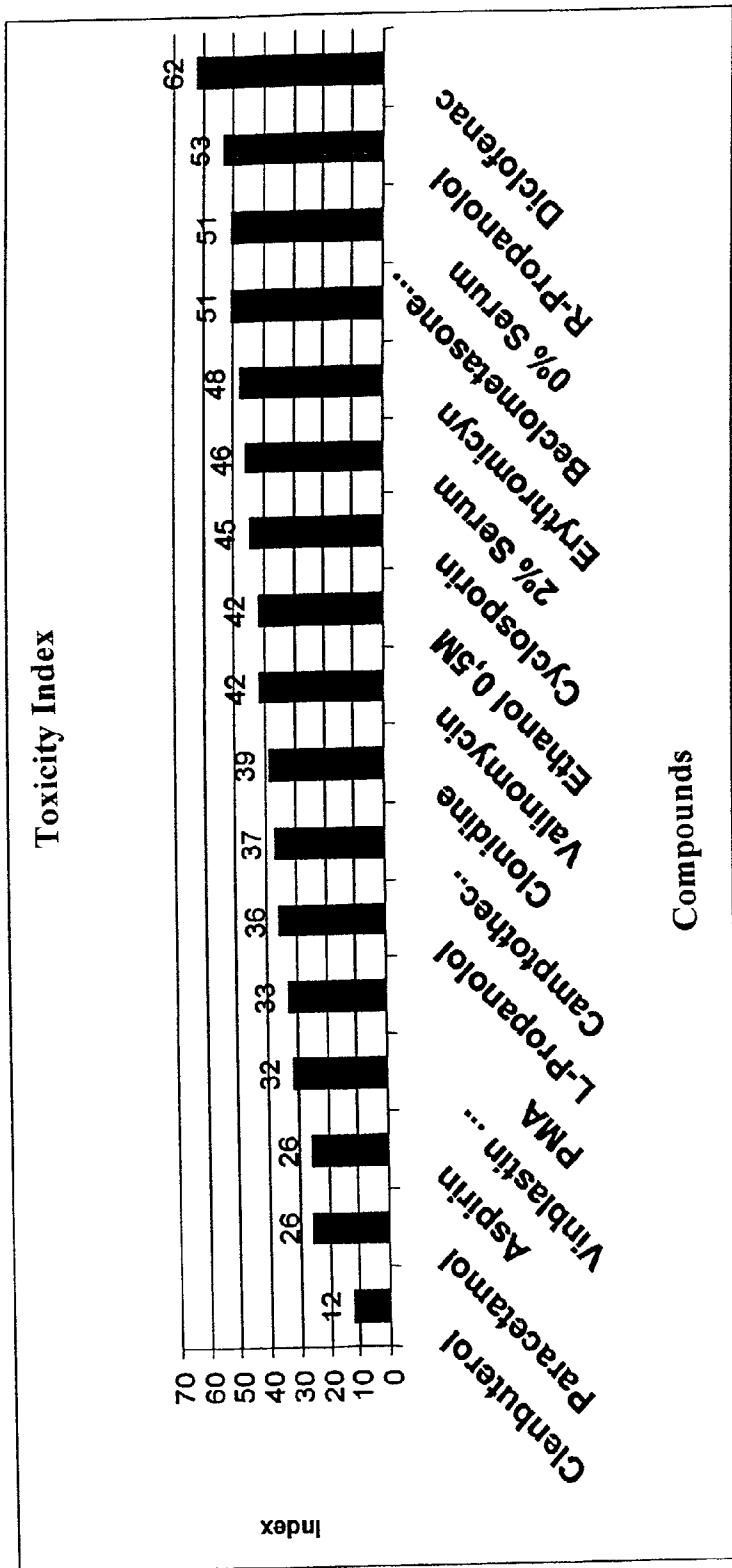 Toxicity Index
Index
70
60
50
40
30
20
10
0
12
26
26
32
33
36
37
39
42
42
45
46
48
51
51
53
62
Clenbuterol
Paracetamol
Aspirin
Vinblastin ...
PMA
L-Propanolol
Camptothec...
Clonidine
Valinomycin
Ethanol 0,5M
Cyclosporin
2% Serum
Erythromicyn
Beclometasone...
0% Serum
R-Propanolol
Diclofenac
Compounds